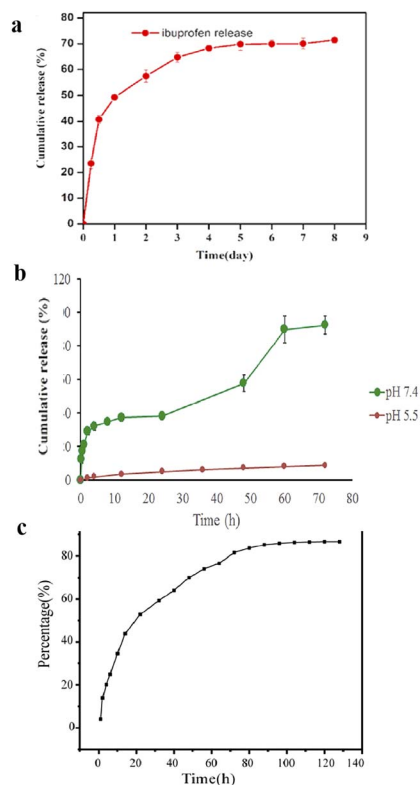 a
ibuprofen release
Cumulative release (%)
80
70
60
50
40
30
20
10
0
0 1 2 3 4 5 6 7 8 9
Time(day)
b
Cumulative release (%)
120
0
pH 7.4
pH 5.5
0 10 20 30 40 50 60 70 80
Time (h)
c
Percentage(%)
80
60
40
20
0
0 20 40 60 80 100 120 140
Time(h)